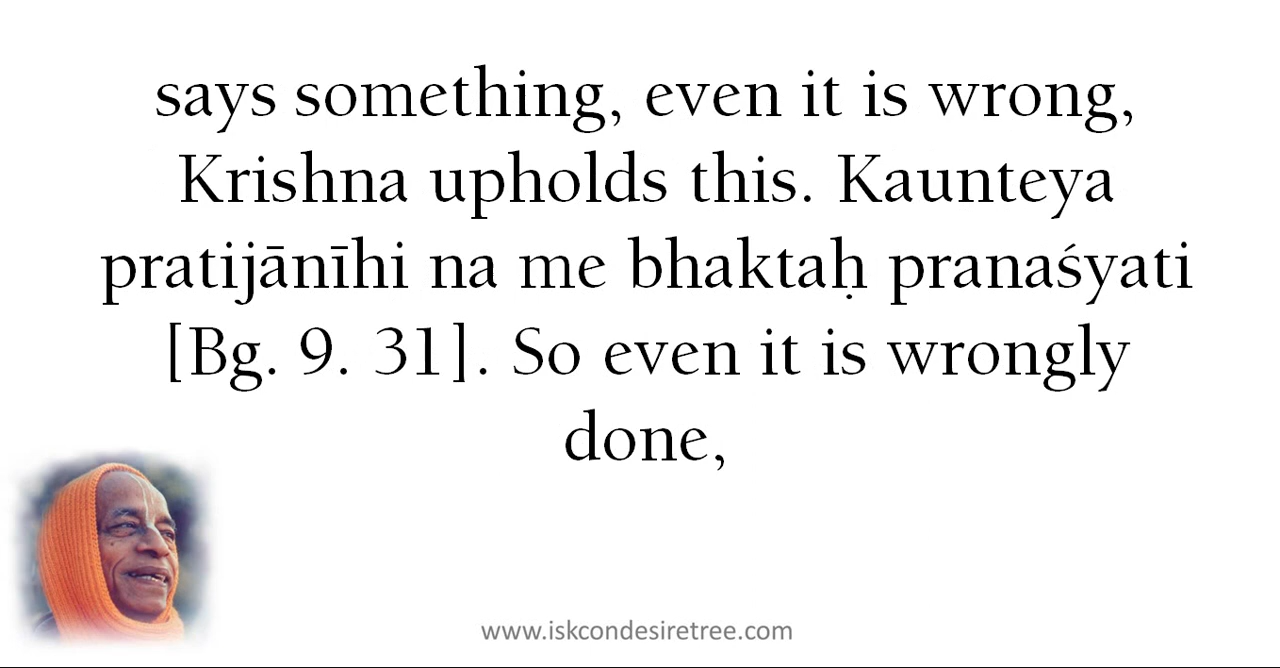 says something, even it is wrong,
Krishna upholds this. Kaunteya
pratijānīhi na me bhaktaḥ pranaśyati
[Bg. 9. 31]. So even it is wrongly
done,
www.iskcondesiretree.com